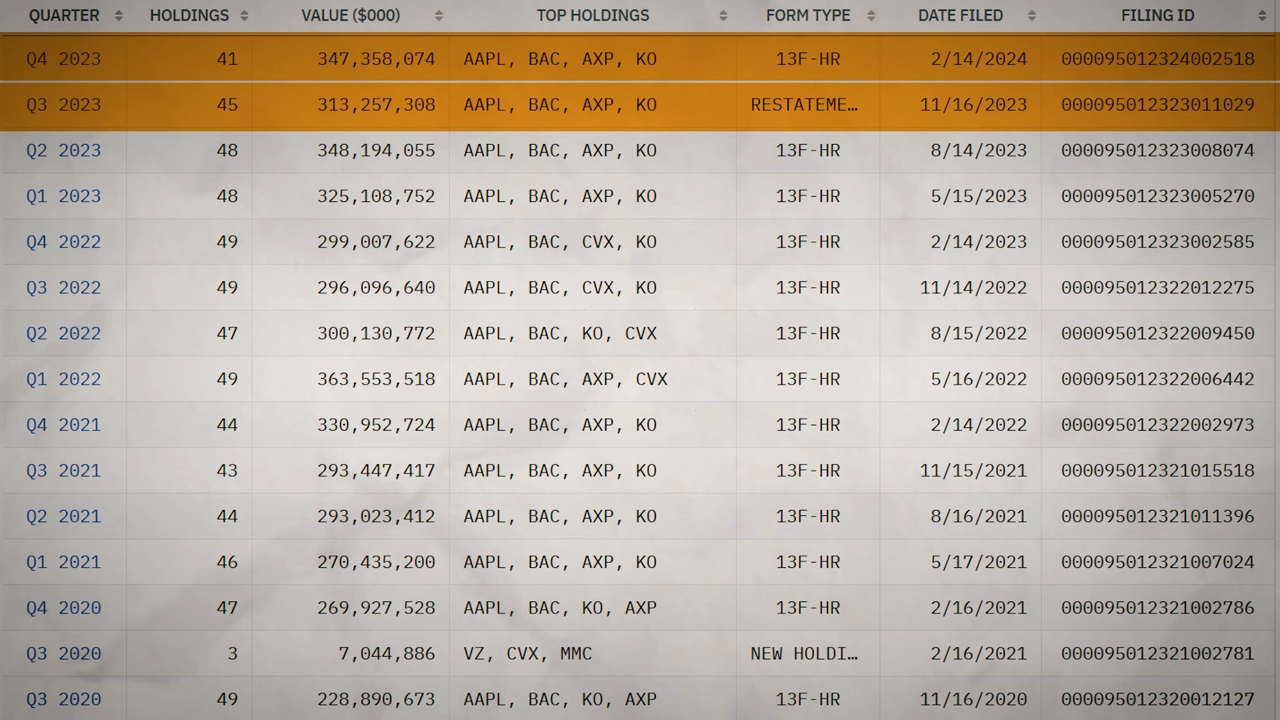 QUARTER HOLDINGS VALUE ($000) TOP HOLDINGS FORM TYPE DATE FILED FILING ID
Q4 2023 41 347,358,074 AAPL, BAC, AXP, KO 13F-HR 2/14/2024 000095012324002518
Q3 2023 45 313,257,308 AAPL, BAC, AXP, KO RESTATEME… 11/16/2023 000095012323011029
Q2 2023 48 348,194,055 AAPL, BAC, AXP, KO 13F-HR 8/14/2023 000095012323008074
Q1 2023 48 325,108,752 AAPL, BAC, AXP, KO 13F-HR 5/15/2023 000095012323005270
Q4 2022 49 299,007,622 AAPL, BAC, CVX, KO 13F-HR 2/14/2023 000095012323002585
Q3 2022 49 296,096,640 AAPL, BAC, CVX, KO 13F-HR 11/14/2022 000095012322012275
Q2 2022 47 300,130,772 AAPL, BAC, KO, CVX 13F-HR 8/15/2022 000095012322009450
Q1 2022 49 363,553,518 AAPL, BAC, AXP, CVX 13F-HR 5/16/2022 000095012322006442
Q4 2021 44 330,952,724 AAPL, BAC, AXP, KO 13F-HR 2/14/2022 000095012322002973
Q3 2021 43 293,447,417 AAPL, BAC, AXP, KO 13F-HR 11/15/2021 000095012321015518
Q2 2021 44 293,023,412 AAPL, BAC, AXP, KO 13F-HR 8/16/2021 000095012321011396
Q1 2021 46 270,435,200 AAPL, BAC, AXP, KO 13F-HR 5/17/2021 000095012321007024
Q4 2020 47 269,927,528 AAPL, BAC, KO, AXP 13F-HR 2/16/2021 000095012321002786
Q3 2020 3 7,044,886 VZ, CVX, MMC NEW HOLDI… 2/16/2021 000095012321002781
Q3 2020 49 228,890,673 AAPL, BAC, KO, AXP 13F-HR 11/16/2020 000095012320012127